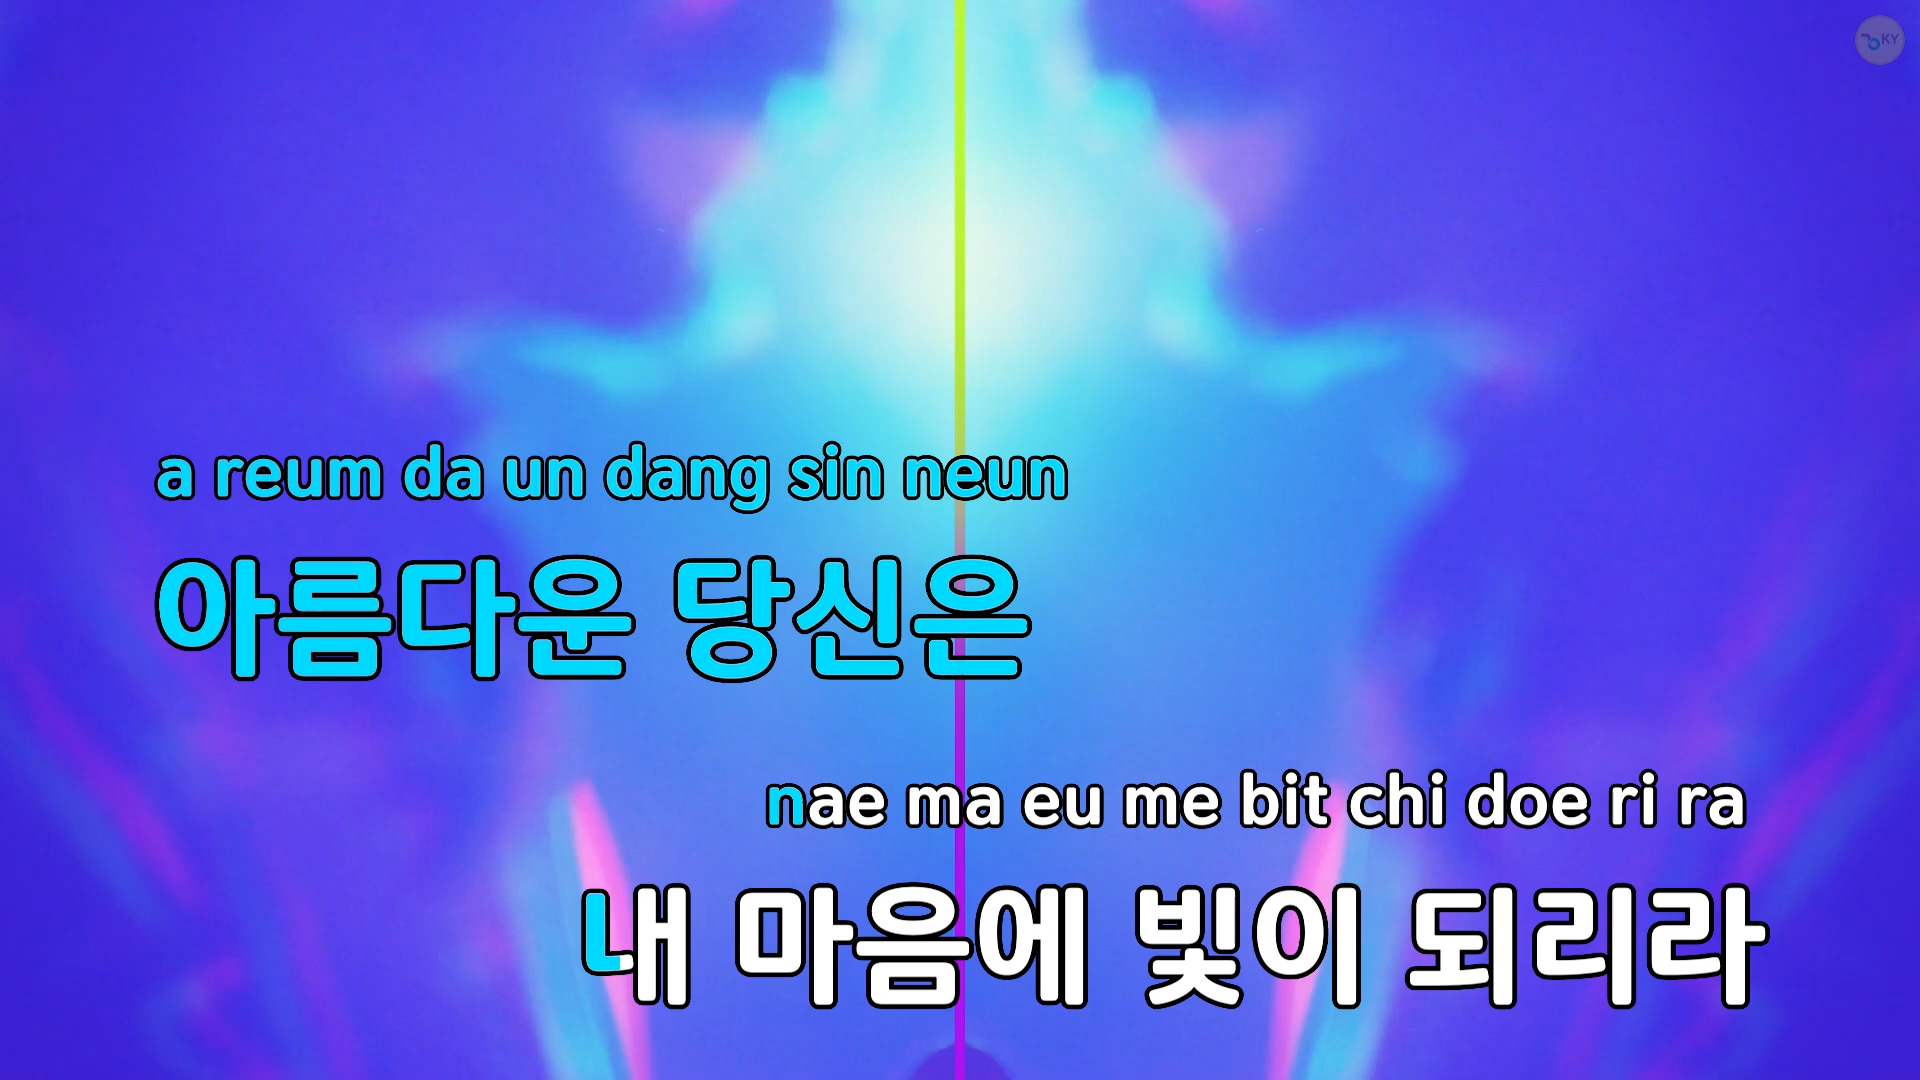 KY
a reum da un dang sin neun
아름다운 당신은
nae ma eu me bit chi doe ri ra
내 마음에 빛이 되리라